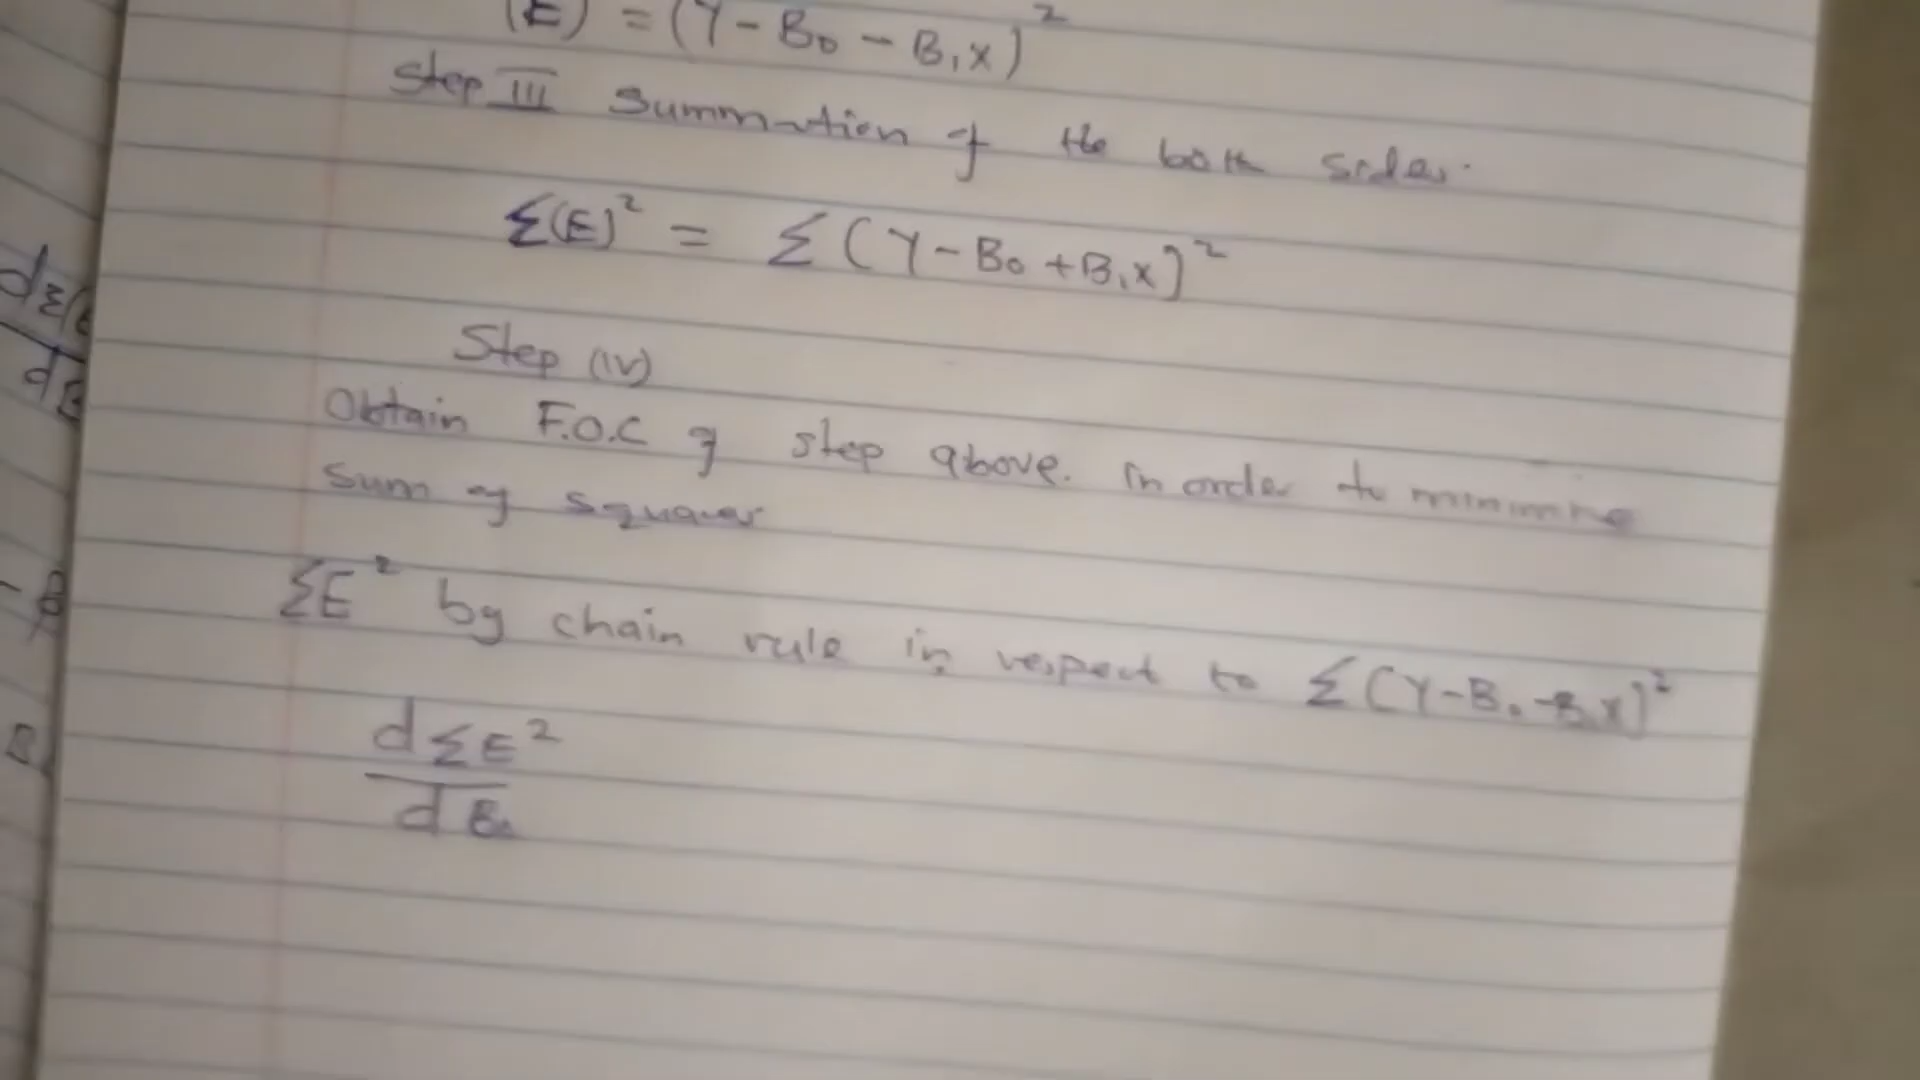 (E) = (Y - B₀ - B₁x)²
Step III Summation of the both sides.
Σ(E)² = Σ(Y - B₀ + B₁x)²
Step (IV)
Obtain F.O.C of step above. In order to minimize
sum of squares
ΣE² by chain rule in respect to Σ(Y-B₀-B₁x)²
dΣE²
dB₀
dΣ(E
dB
- B
B